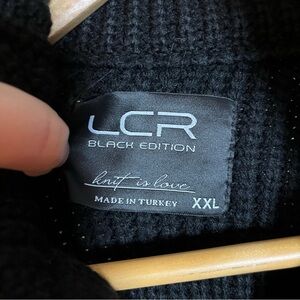 LCR
BLACK EDITION
knit is love
MADE IN TURKEY XXL